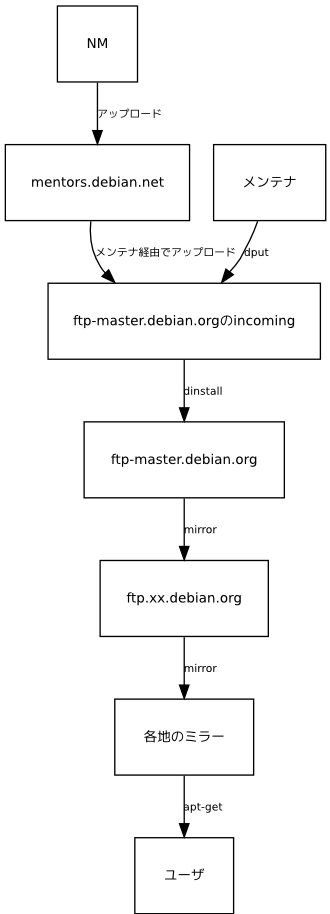 NM
アップロード
mentors.debian.net
メンテナ
メンテナ経由でアップロード
dput
ftp-master.debian.orgのincoming
dinstall
ftp-master.debian.org
mirror
ftp.xx.debian.org
mirror
各地のミラー
apt-get
ユーザ